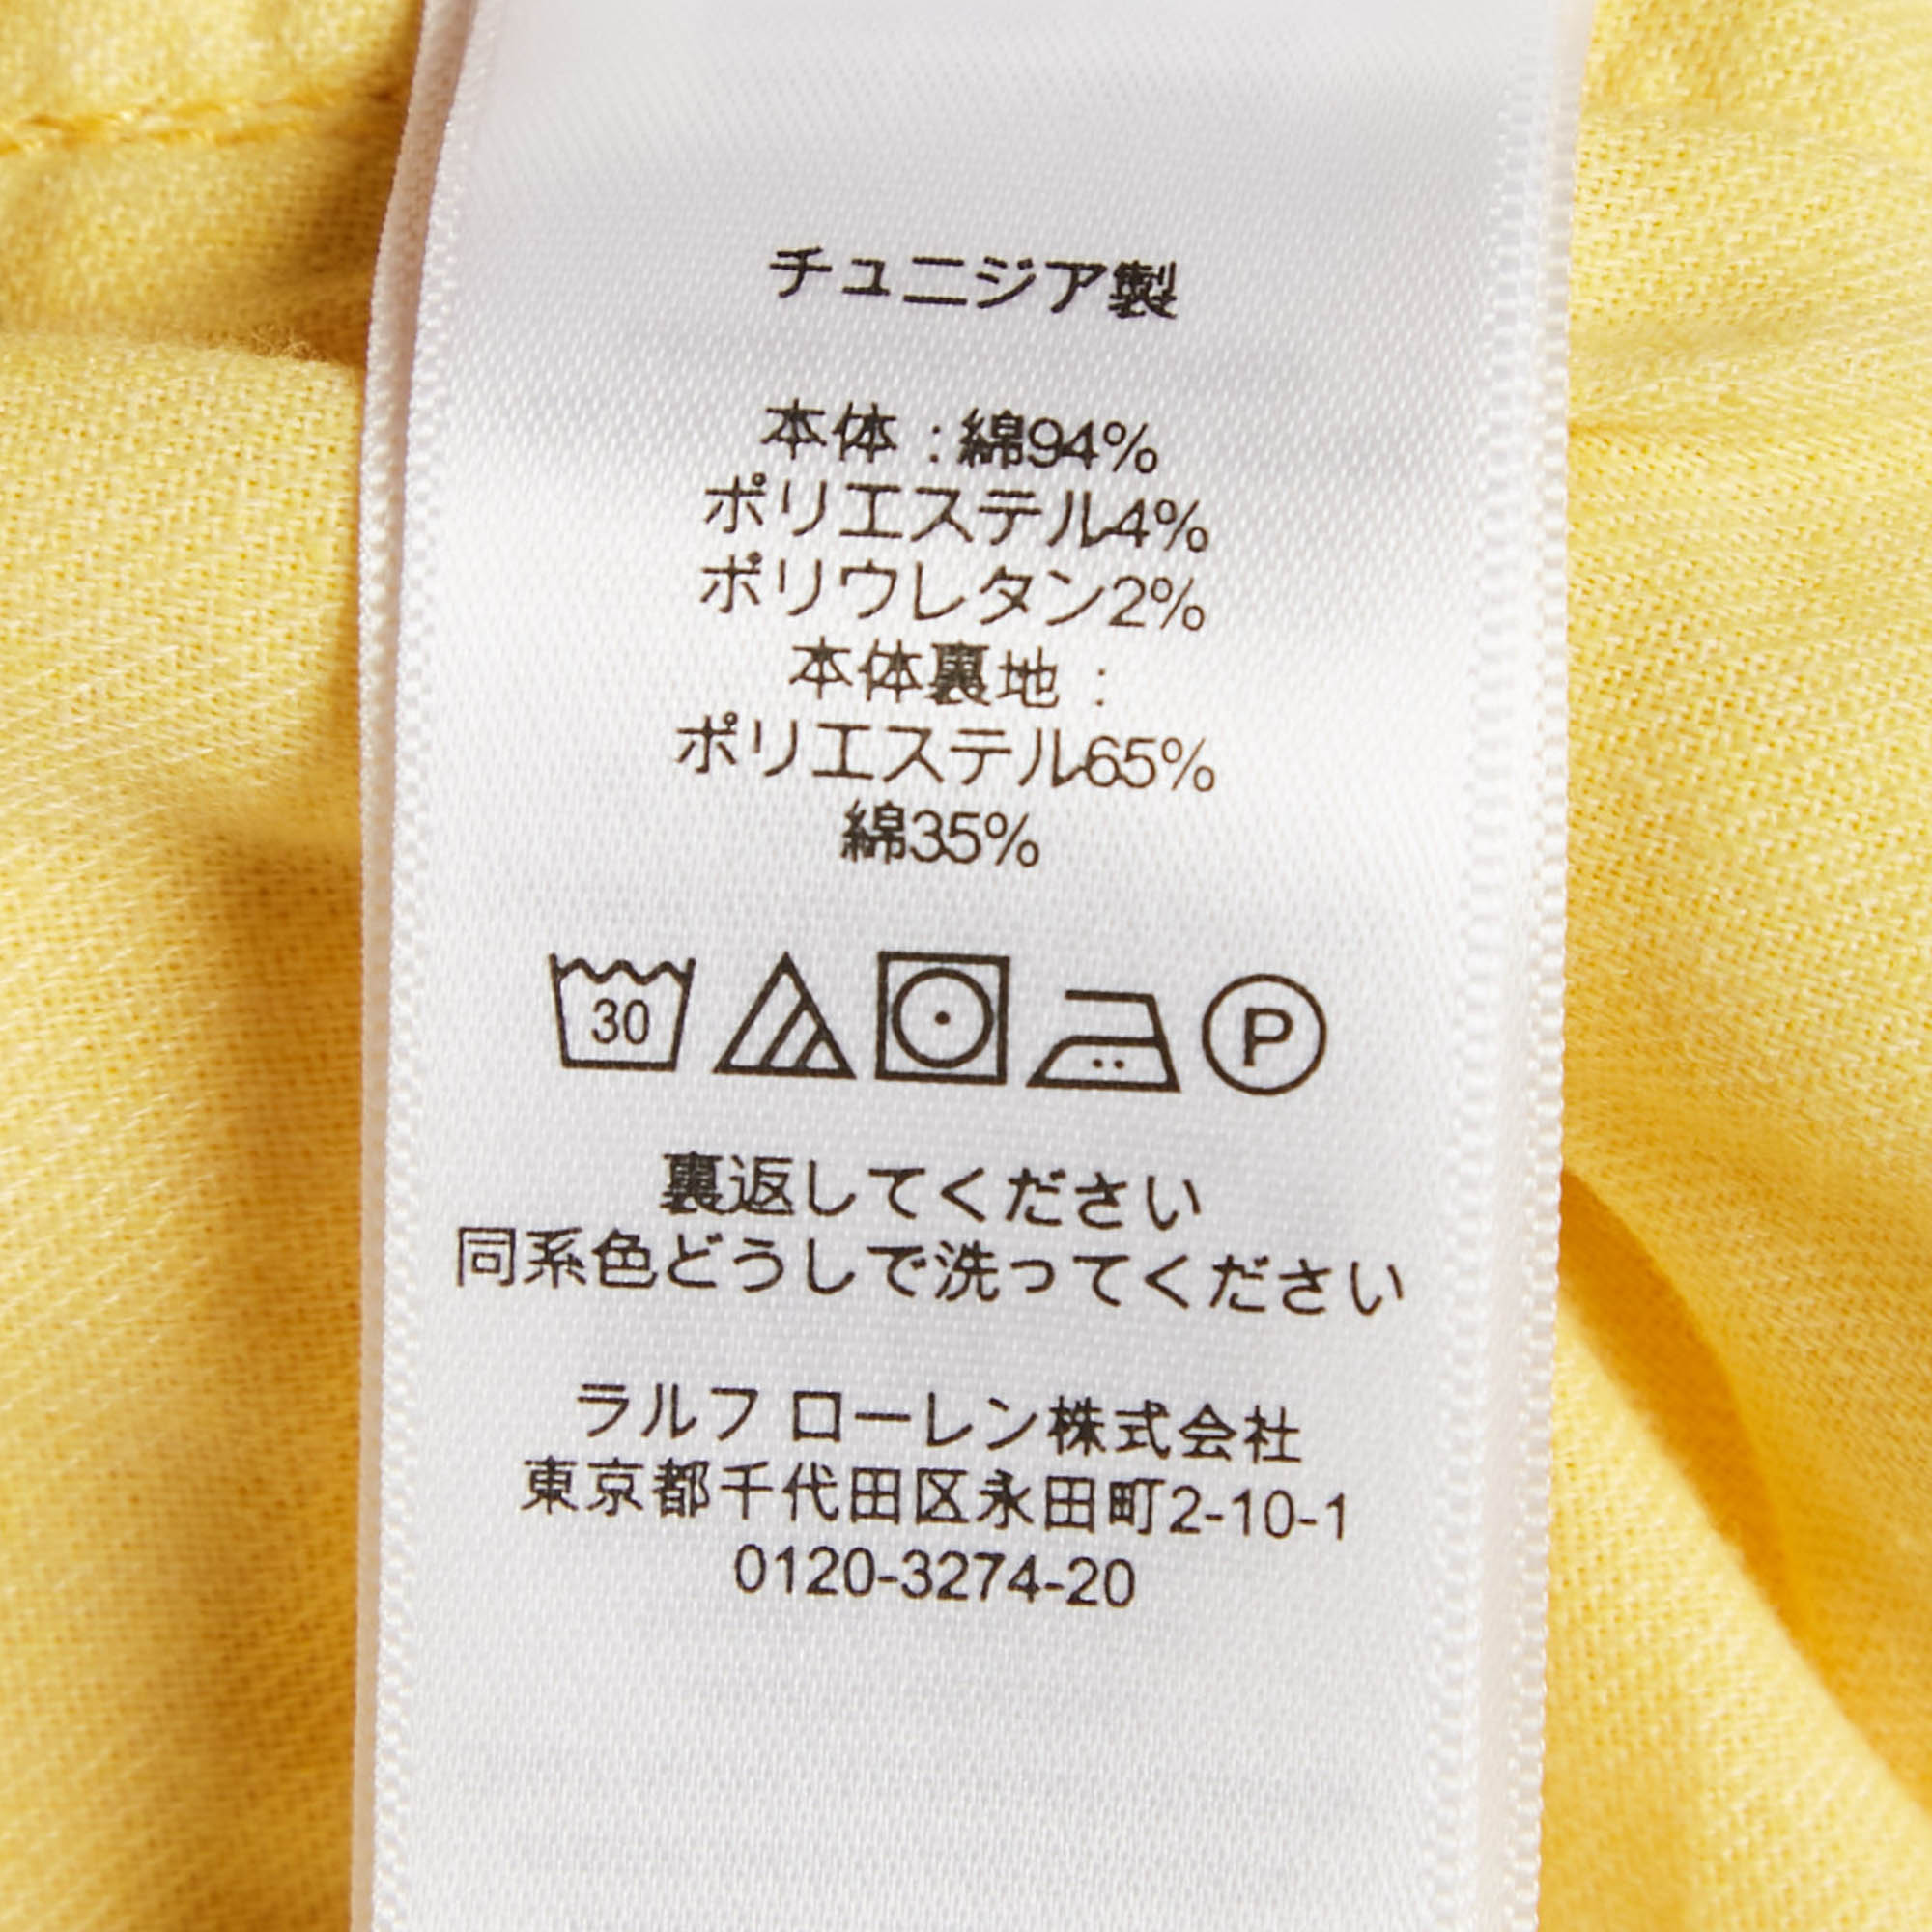 チュニジア製
本体：綿94%
ポリエステル4%
ポリウレタン2%
本体裏地：
ポリエステル65%
綿35%
30 P
裏返してください
同系色どうしで洗ってください
ラルフ ローレン株式会社
東京都千代田区永田町2-10-1
0120-3274-20